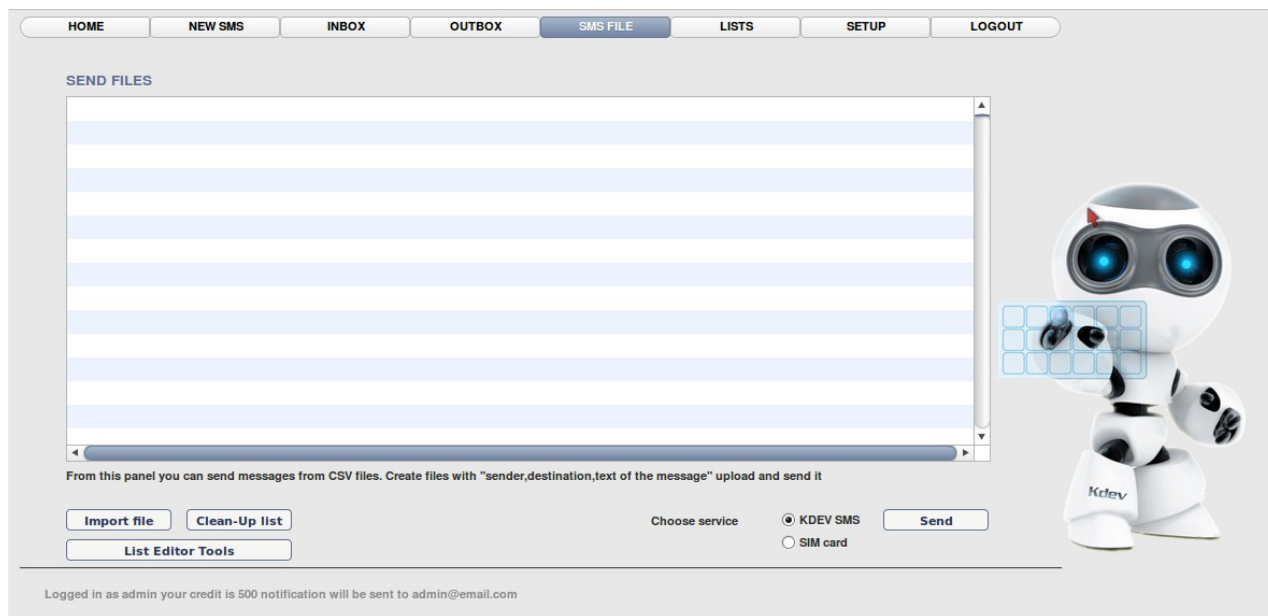 HOME NEW SMS INBOX OUTBOX SMS FILE LISTS SETUP LOGOUT
SEND FILES
From this panel you can send messages from CSV files. Create files with "sender,destination,text of the message" upload and send it
Import file Clean-Up list Choose service KDEV SMS Send
List Editor Tools SIM card
Kdev
Logged in as admin your credit is 500 notification will be sent to admin@email.com